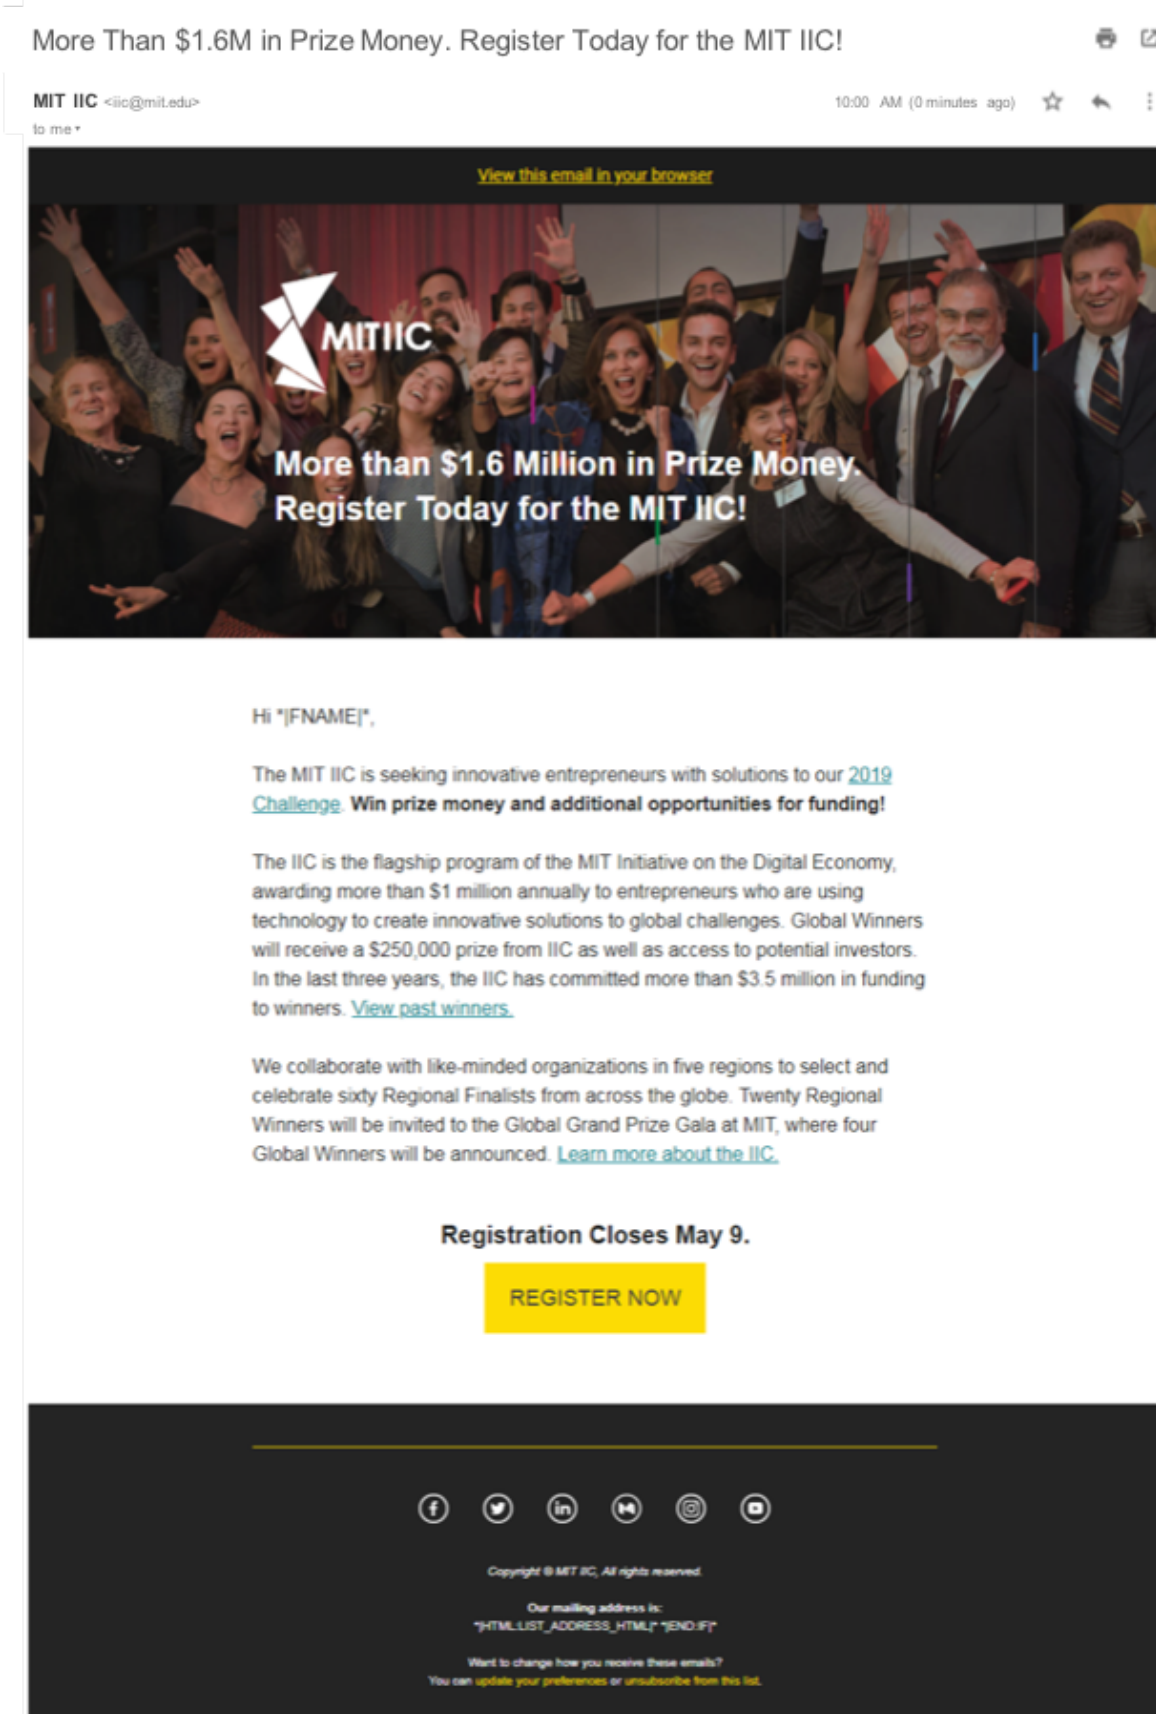 More Than $1.6M in Prize Money. Register Today for the MIT IIC!
MIT IIC <iic@mit.edu>
10:00 AM (0 minutes ago)
to me
View this email in your browser
MITIIC
More than $1.6 Million in Prize Money.
Register Today for the MIT IIC!
Hi *|FNAME|*,
The MIT IIC is seeking innovative entrepreneurs with solutions to our 2019
Challenge. Win prize money and additional opportunities for funding!
The IIC is the flagship program of the MIT Initiative on the Digital Economy,
awarding more than $1 million annually to entrepreneurs who are using
technology to create innovative solutions to global challenges. Global Winners
will receive a $250,000 prize from IIC as well as access to potential investors.
In the last three years, the IIC has committed more than $3.5 million in funding
to winners. View past winners.
We collaborate with like-minded organizations in five regions to select and
celebrate sixty Regional Finalists from across the globe. Twenty Regional
Winners will be invited to the Global Grand Prize Gala at MIT, where four
Global Winners will be announced. Learn more about the IIC.
Registration Closes May 9.
REGISTER NOW
Copyright © MIT IIC, All rights reserved.
Our mailing address is:
*|HTML:LIST_ADDRESS_HTML|* *|END:IF|*
Want to change how you receive these emails?
You can update your preferences or unsubscribe from this list.